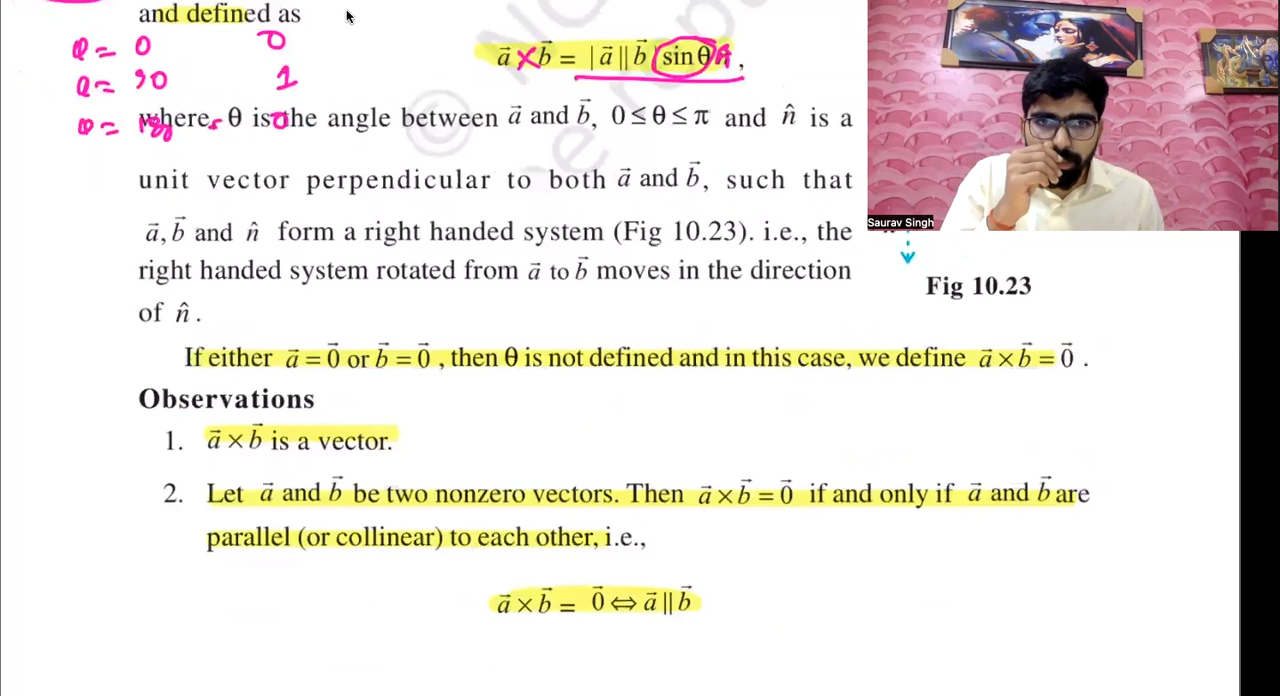 and defined as
θ = 0 0
a⃗ × b⃗ = |a⃗ || b⃗ | sin θ n̂ ,
θ = 90 1
where, θ is the angle between a⃗ and b⃗, 0 ≤ θ ≤ π and n̂ is a
θ = 180 0
unit vector perpendicular to both a⃗ and b⃗, such that
a⃗, b⃗ and n̂ form a right handed system (Fig 10.23). i.e., the
right handed system rotated from a⃗ to b⃗ moves in the direction
of n̂ .
Saurav Singh
Fig 10.23
If either a⃗ = 0⃗ or b⃗ = 0⃗ , then θ is not defined and in this case, we define a⃗ × b⃗ = 0⃗ .
Observations
1. a⃗ × b⃗ is a vector.
2. Let a⃗ and b⃗ be two nonzero vectors. Then a⃗ × b⃗ = 0⃗ if and only if a⃗ and b⃗ are
parallel (or collinear) to each other, i.e.,
a⃗ × b⃗ = 0⃗ ⇔ a⃗ || b⃗